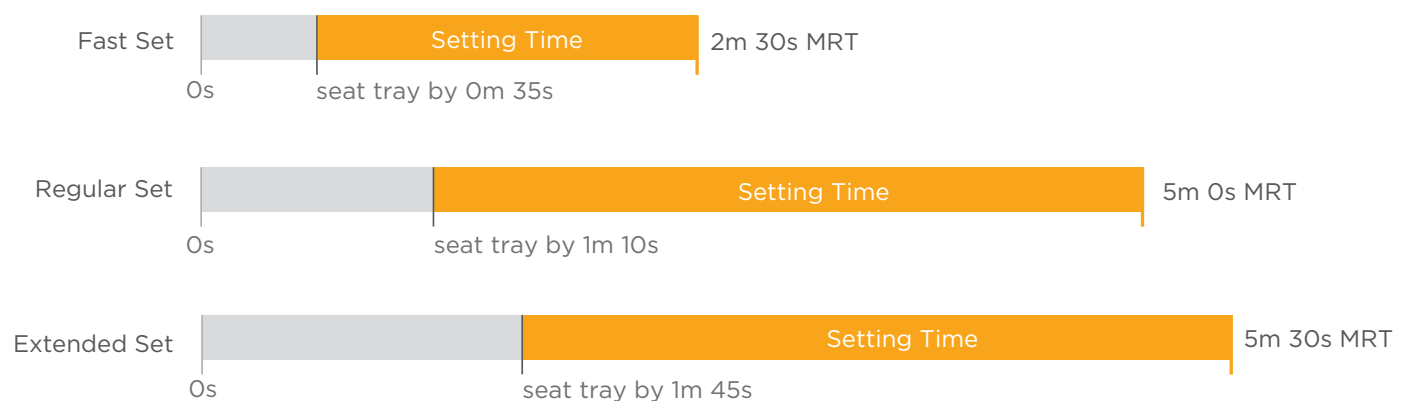 Fast Set
Setting Time
2m 30s MRT
0s
seat tray by 0m 35s
Regular Set
Setting Time
5m 0s MRT
0s
seat tray by 1m 10s
Extended Set
Setting Time
5m 30s MRT
0s
seat tray by 1m 45s